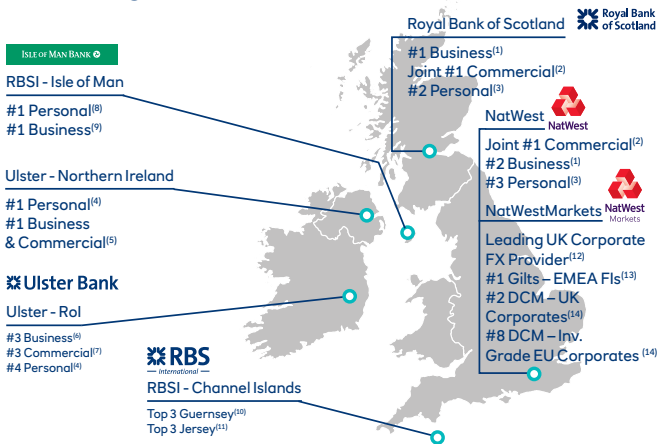 Royal Bank of Scotland
Royal Bank
of Scotland
#1 Business(1)
Joint #1 Commercial(2)
#2 Personal(3)
ISLE OF MAN BANK
RBSI - Isle of Man
#1 Personal(8)
#1 Business(9)
NatWest
NatWest
Joint #1 Commercial(2)
#2 Business(1)
#3 Personal(3)
Ulster - Northern Ireland
#1 Personal(4)
#1 Business
& Commercial(5)
NatWest
Markets
NatWestMarkets
Leading UK Corporate
FX Provider(12)
#1 Gilts – EMEA FIs(13)
#2 DCM – UK
Corporates(14)
#8 DCM – Inv.
Grade EU Corporates (14)
Ulster Bank
Ulster - RoI
#3 Business(6)
#3 Commercial(7)
#4 Personal(4)
RBS
International
RBSI - Channel Islands
Top 3 Guernsey(10)
Top 3 Jersey(11)